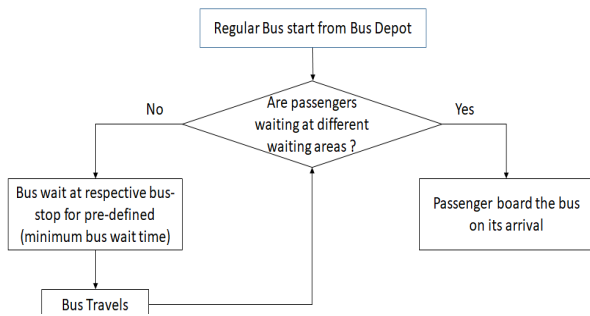 Regular Bus start from Bus Depot
Are passengers
waiting at different
waiting areas ?
No
Yes
Bus wait at respective bus-
stop for pre-defined
(minimum bus wait time)
Passenger board the bus
on its arrival
Bus Travels